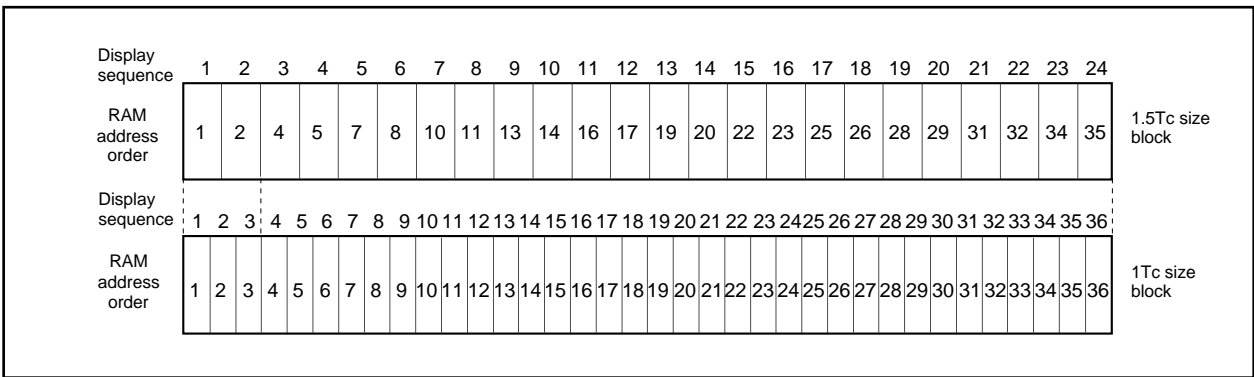 Display
sequence
1 2 3 4 5 6 7 8 9 10 11 12 13 14 15 16 17 18 19 20 21 22 23 24
RAM
address
order
1 2 4 5 7 8 10 11 13 14 16 17 19 20 22 23 25 26 28 29 31 32 34 35
1.5Tc size
block
Display
sequence
1 2 3 4 5 6 7 8 9 10 11 12 13 14 15 16 17 18 19 20 21 22 23 24 25 26 27 28 29 30 31 32 33 34 35 36
RAM
address
order
1 2 3 4 5 6 7 8 9 10 11 12 13 14 15 16 17 18 19 20 21 22 23 24 25 26 27 28 29 30 31 32 33 34 35 36
1Tc size
block